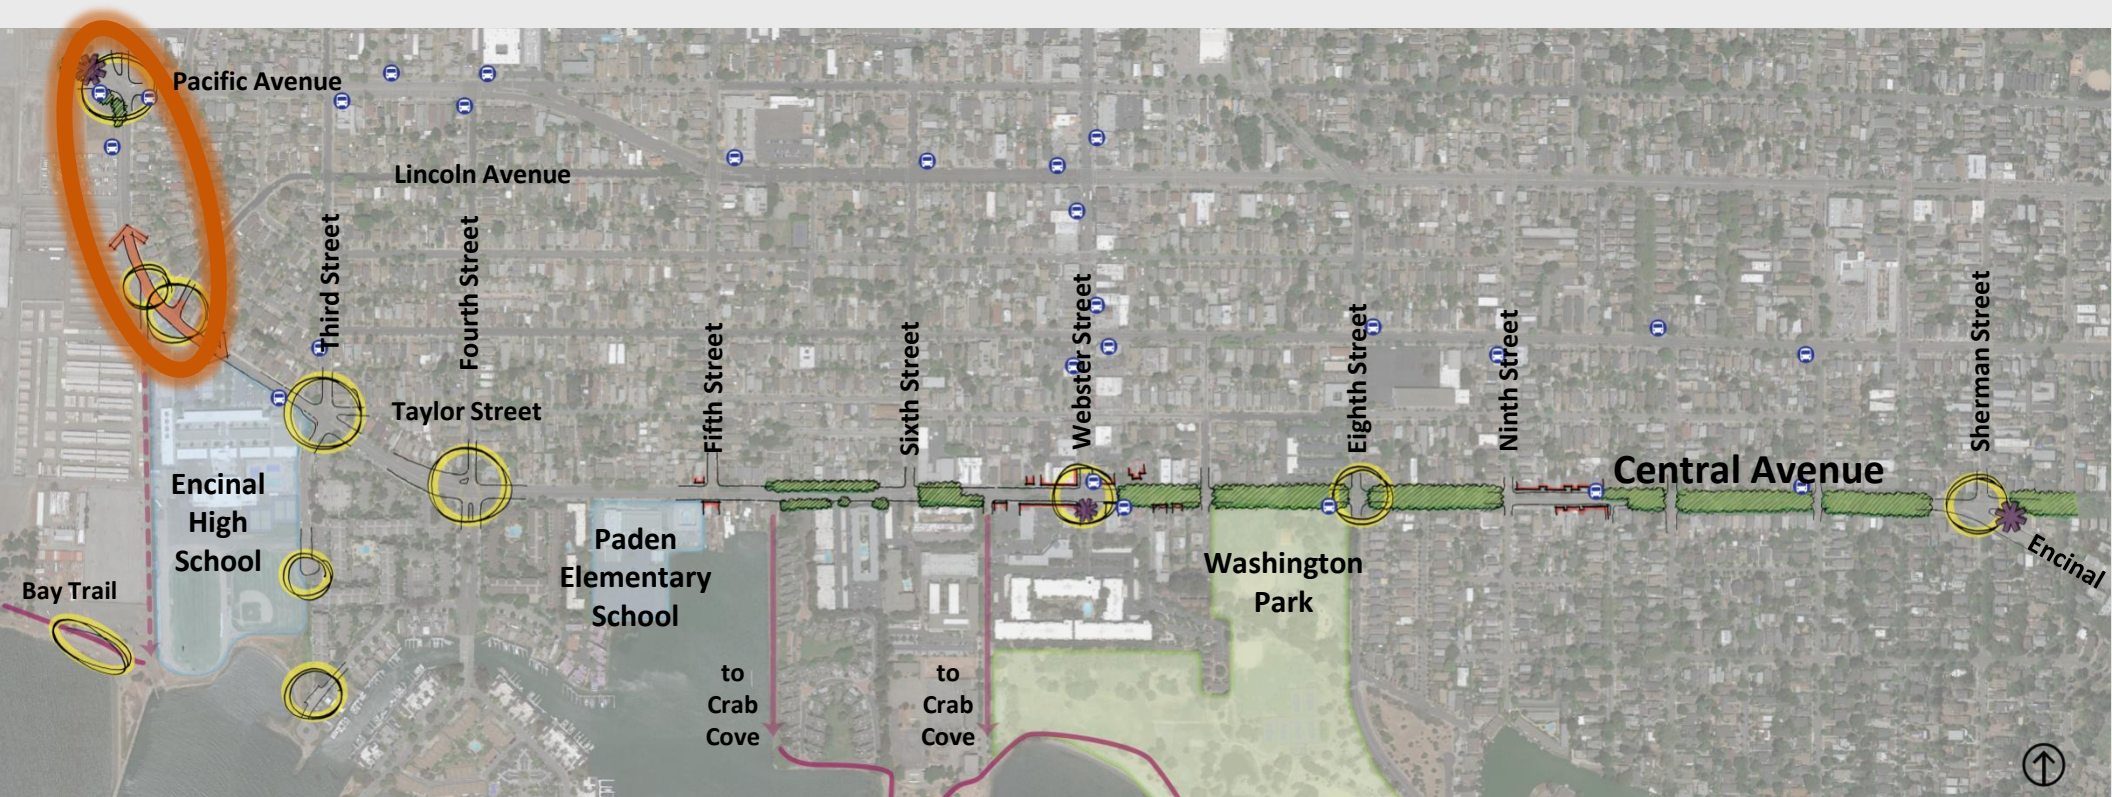 Pacific Avenue
Lincoln Avenue
Third Street
Fourth Street
Taylor Street
Fifth Street
Sixth Street
Webster Street
Eighth Street
Ninth Street
Sherman Street
Central Avenue
Encinal
High
School
Paden
Elementary
School
Washington
Park
Encinal
Bay Trail
to
Crab
Cove
to
Crab
Cove